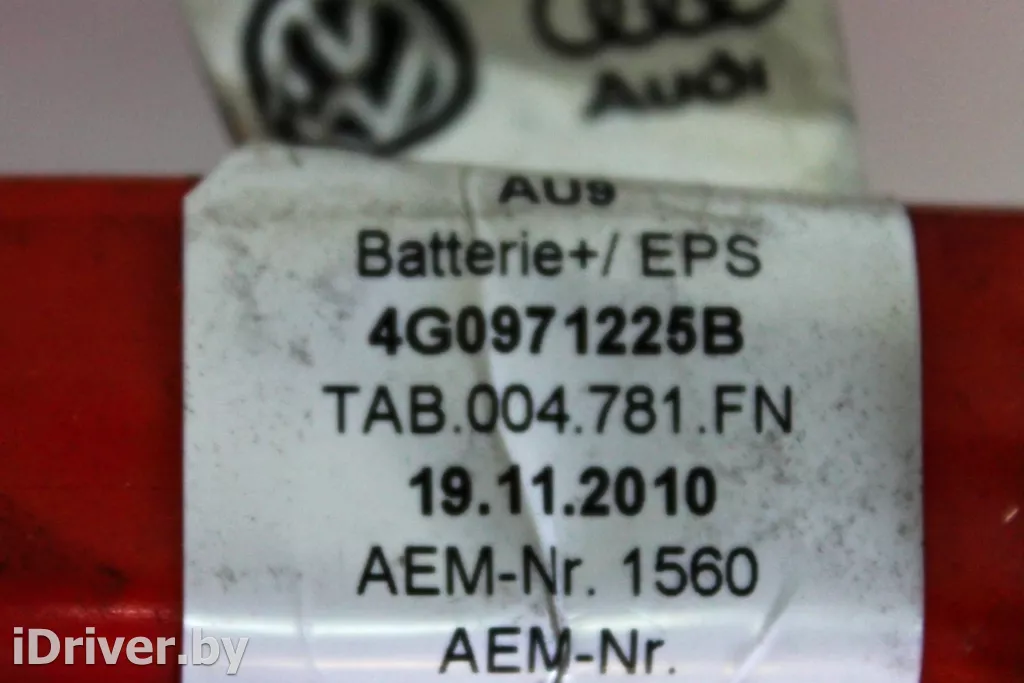 Audi
AU9
Batterie+/ EPS
4G0971225B
TAB.004.781.FN
19.11.2010
AEM-Nr. 1560
AEM-Nr.
iDriver.by